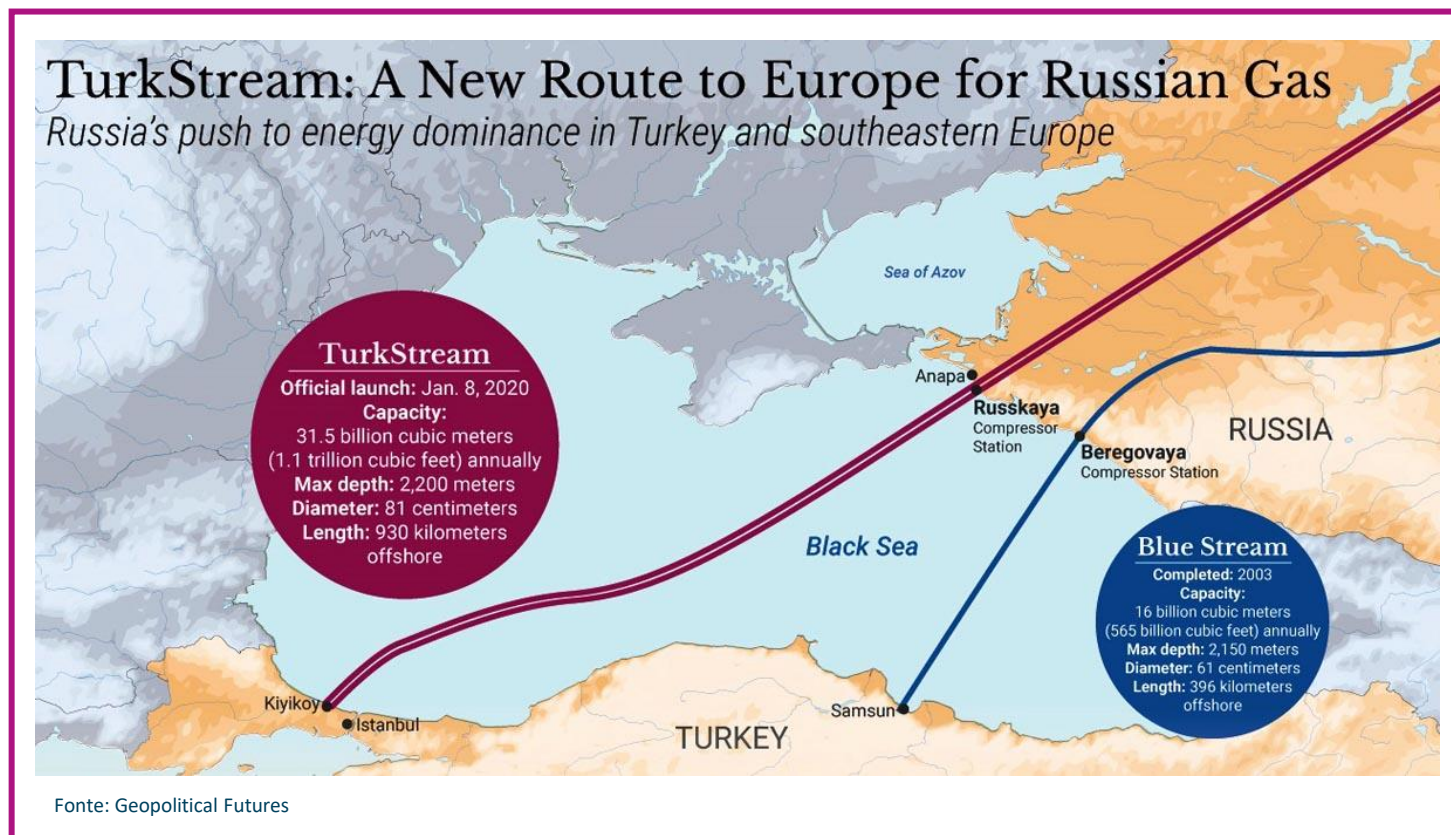 TurkStream: A New Route to Europe for Russian Gas
Russia's push to energy dominance in Turkey and southeastern Europe
Sea of Azov
TurkStream
Official launch: Jan. 8, 2020
Capacity:
31.5 billion cubic meters
(1.1 trillion cubic feet) annually
Max depth: 2,200 meters
Diameter: 81 centimeters
Length: 930 kilometers
offshore
Anapa
Russkaya
Compressor
Station
RUSSIA
Beregovaya
Compressor Station
Black Sea
Blue Stream
Completed: 2003
Capacity:
16 billion cubic meters
(565 billion cubic feet) annually
Max depth: 2,150 meters
Diameter: 61 centimeters
Length: 396 kilometers
offshore
Kiyikoy
Istanbul
Samsun
TURKEY
Fonte: Geopolitical Futures